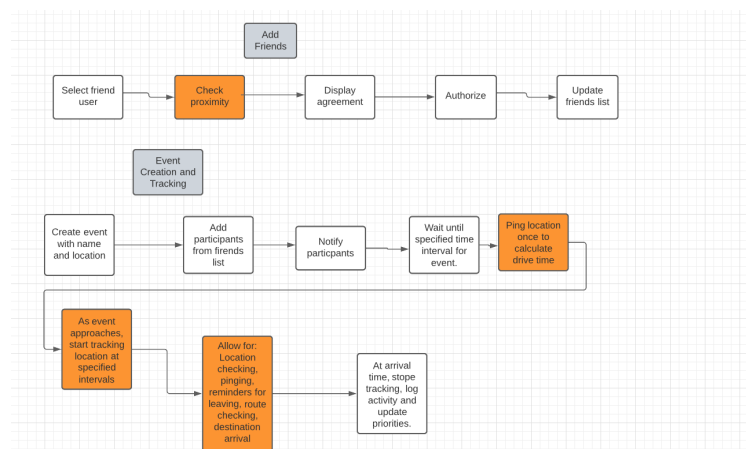 Add
Friends
Select friend
user
Check
proximity
Display
agreement
Authorize
Update
friends list
Event
Creation and
Tracking
Create event
with name
and location
Add
participants
from firends
list
Notify
particpants
Wait until
specified time
interval for
event.
Ping location
once to
calculate
drive time
As event
approaches,
start tracking
location at
specified
intervals
Allow for:
Location
checking,
pinging,
reminders for
leaving, route
checking,
destination
arrival
At arrival
time, stope
tracking, log
activity and
update
priorities.